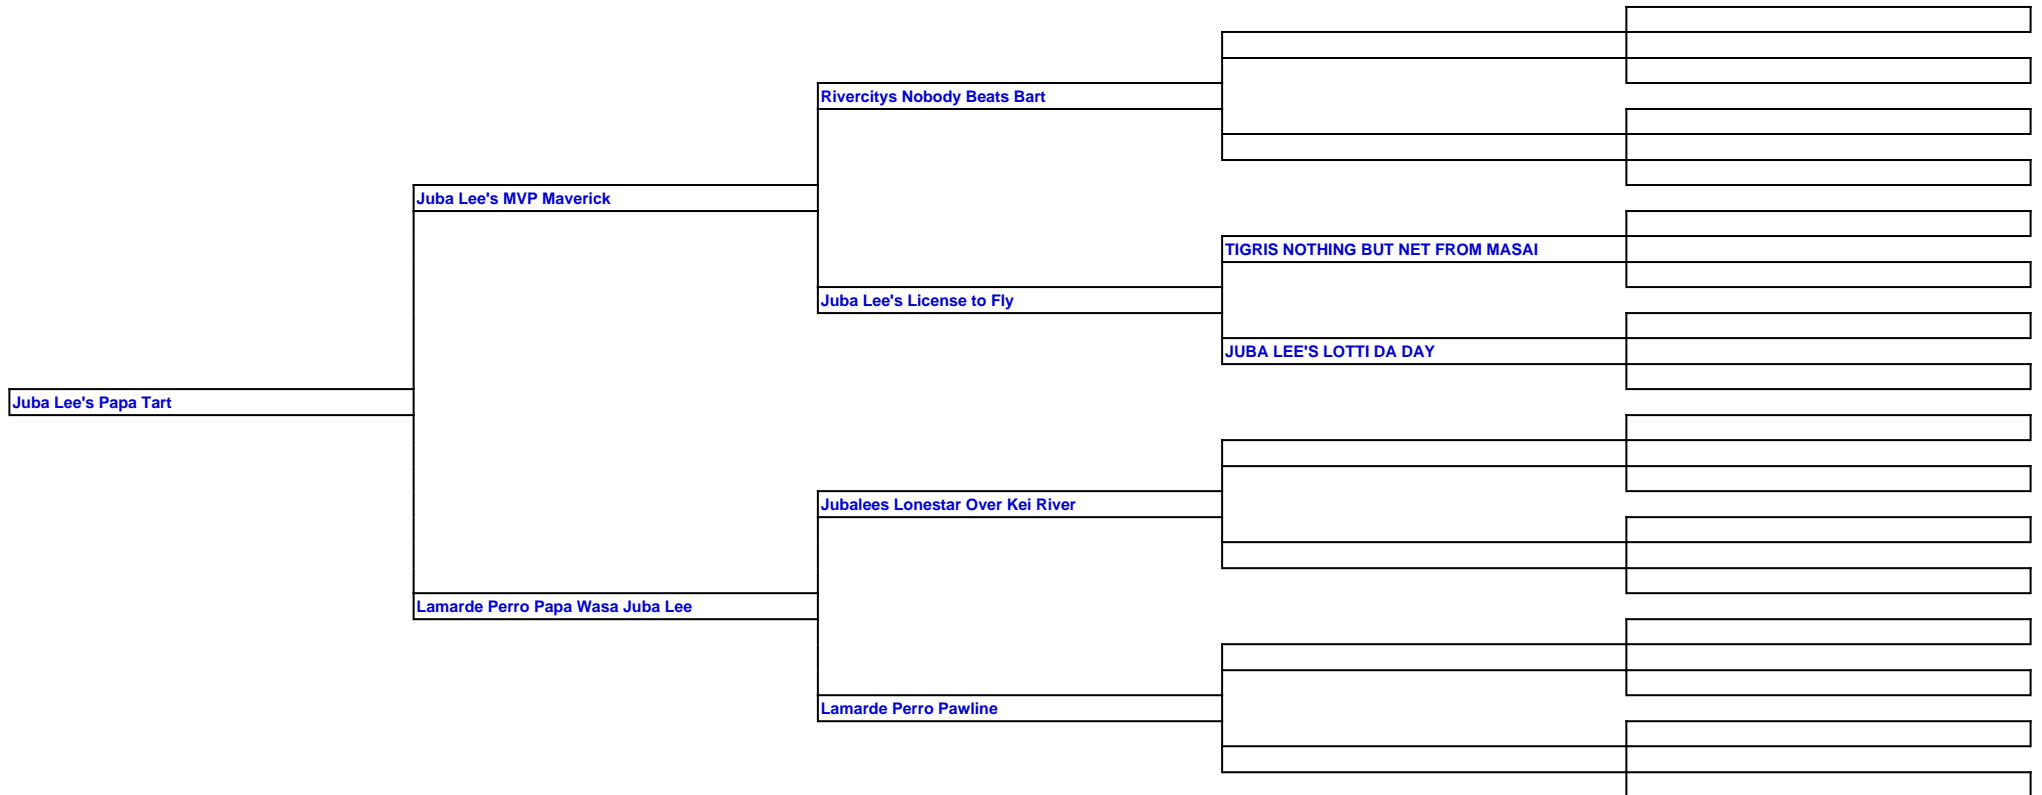 Rivercitys Nobody Beats Bart
Juba Lee's MVP Maverick
TIGRIS NOTHING BUT NET FROM MASAI
Juba Lee's License to Fly
JUBA LEE'S LOTTI DA DAY
Juba Lee's Papa Tart
Jubalees Lonestar Over Kei River
Lamarde Perro Papa Wasa Juba Lee
Lamarde Perro Pawline